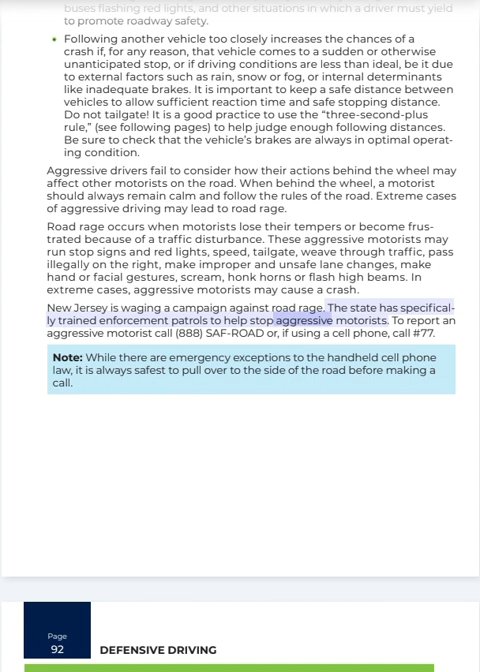 buses flashing red lights, and other situations in which a driver must yield
to promote roadway safety.
• Following another vehicle too closely increases the chances of a
crash if, for any reason, that vehicle comes to a sudden or otherwise
unanticipated stop, or if driving conditions are less than ideal, be it due
to external factors such as rain, snow or fog, or internal determinants
like inadequate brakes. It is important to keep a safe distance between
vehicles to allow sufficient reaction time and safe stopping distance.
Do not tailgate! It is a good practice to use the “three-second-plus
rule,” (see following pages) to help judge enough following distances.
Be sure to check that the vehicle’s brakes are always in optimal operat-
ing condition.
Aggressive drivers fail to consider how their actions behind the wheel may
affect other motorists on the road. When behind the wheel, a motorist
should always remain calm and follow the rules of the road. Extreme cases
of aggressive driving may lead to road rage.
Road rage occurs when motorists lose their tempers or become frus-
trated because of a traffic disturbance. These aggressive motorists may
run stop signs and red lights, speed, tailgate, weave through traffic, pass
illegally on the right, make improper and unsafe lane changes, make
hand or facial gestures, scream, honk horns or flash high beams. In
extreme cases, aggressive motorists may cause a crash.
New Jersey is waging a campaign against road rage. The state has specifical-
ly trained enforcement patrols to help stop aggressive motorists. To report an
aggressive motorist call (888) SAF-ROAD or, if using a cell phone, call #77.
Note: While there are emergency exceptions to the handheld cell phone
law, it is always safest to pull over to the side of the road before making a
call.
Page
92
DEFENSIVE DRIVING